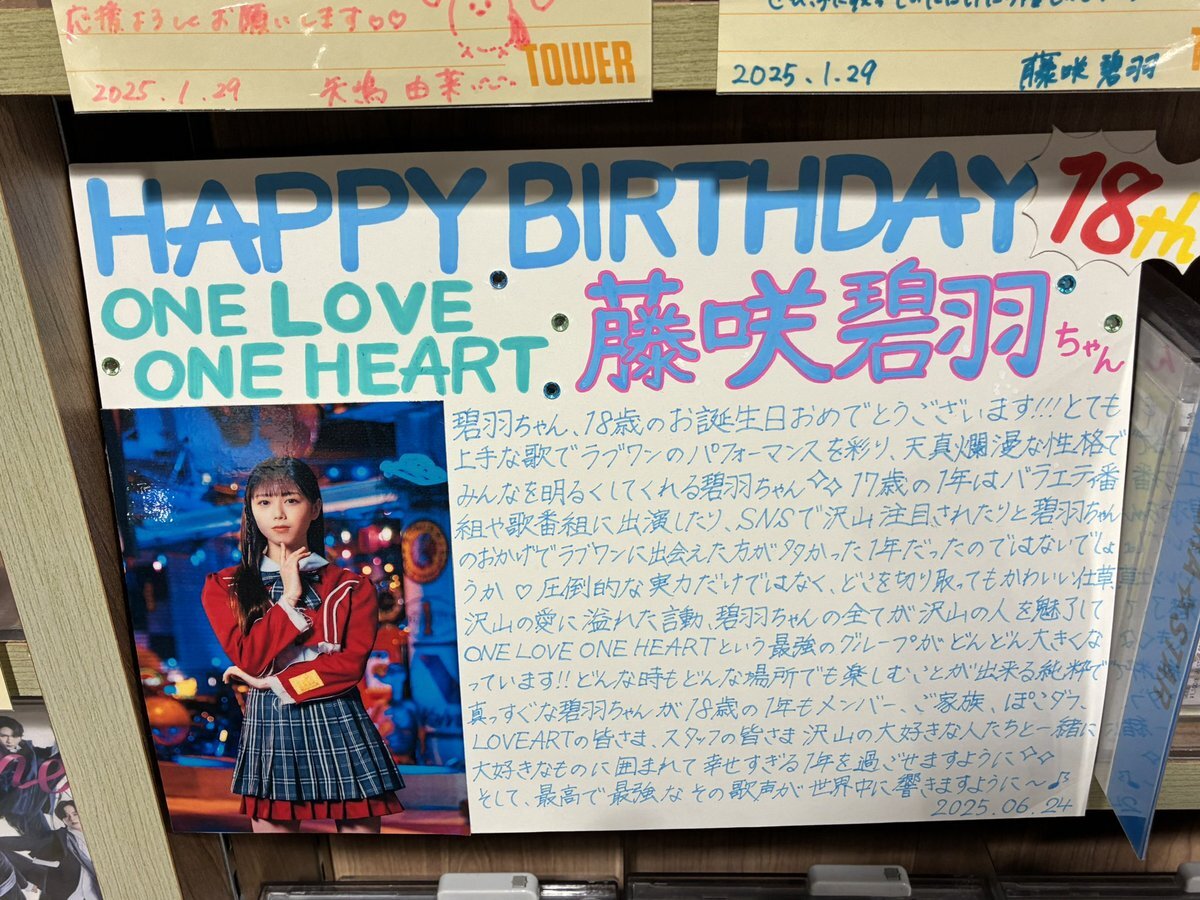 応援よろしくお願いします♡♡
TOWER
2025.1.29 矢嶋 由菜
2025.1.29 藤咲 碧羽
HAPPY BIRTHDAY 18th
ONE LOVE
ONE HEART
藤咲碧羽ちゃん
碧羽ちゃん、18歳のお誕生日おめでとうございます!!!とても
上手な歌でラブワンのパフォーマンスを彩り、天真爛漫な性格で
みんなを明るくしてくれる碧羽ちゃん✧✧ 17歳の1年はバラエティ番
組や歌番組に出演したり、SNSで沢山注目されたりと碧羽ちゃん
のおかげでラブワンに出会えた方が多かった1年だったのではないでしょ
うか♡圧倒的な実力だけではなく、どこを切り取ってもかわいい仕草
沢山の愛に溢れた言動、碧羽ちゃんの全てが沢山の人を魅了して
ONE LOVE ONE HEARTという最強のグループがどんどん大きくな
っています!!どんな時もどんな場所でも楽しむことが出来る純粋で
真っすぐな碧羽ちゃんが18歳の1年もメンバー、ご家族、ぽこダラ、
LOVEARTの皆さま、スタッフの皆さま沢山の大好きな人たちと一緒に
大好きなものに囲まれて幸せすぎる1年を過ごせますように✧✧
そして、最高で最強なその歌声が世界中に響きますように〜♪
2025.06.24